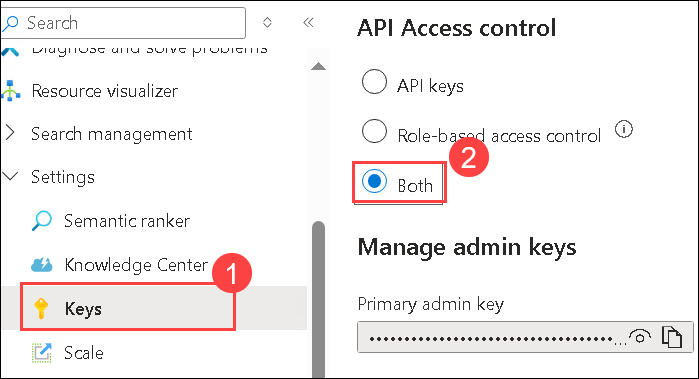 Search
Diagnose and solve problems
Resource visualizer
Search management
Settings
Semantic ranker
Knowledge Center
1
Keys
Scale
API Access control
API keys
Role-based access control
2
Both
Manage admin keys
Primary admin key
••••••••••••••••••••••••••••••••••...